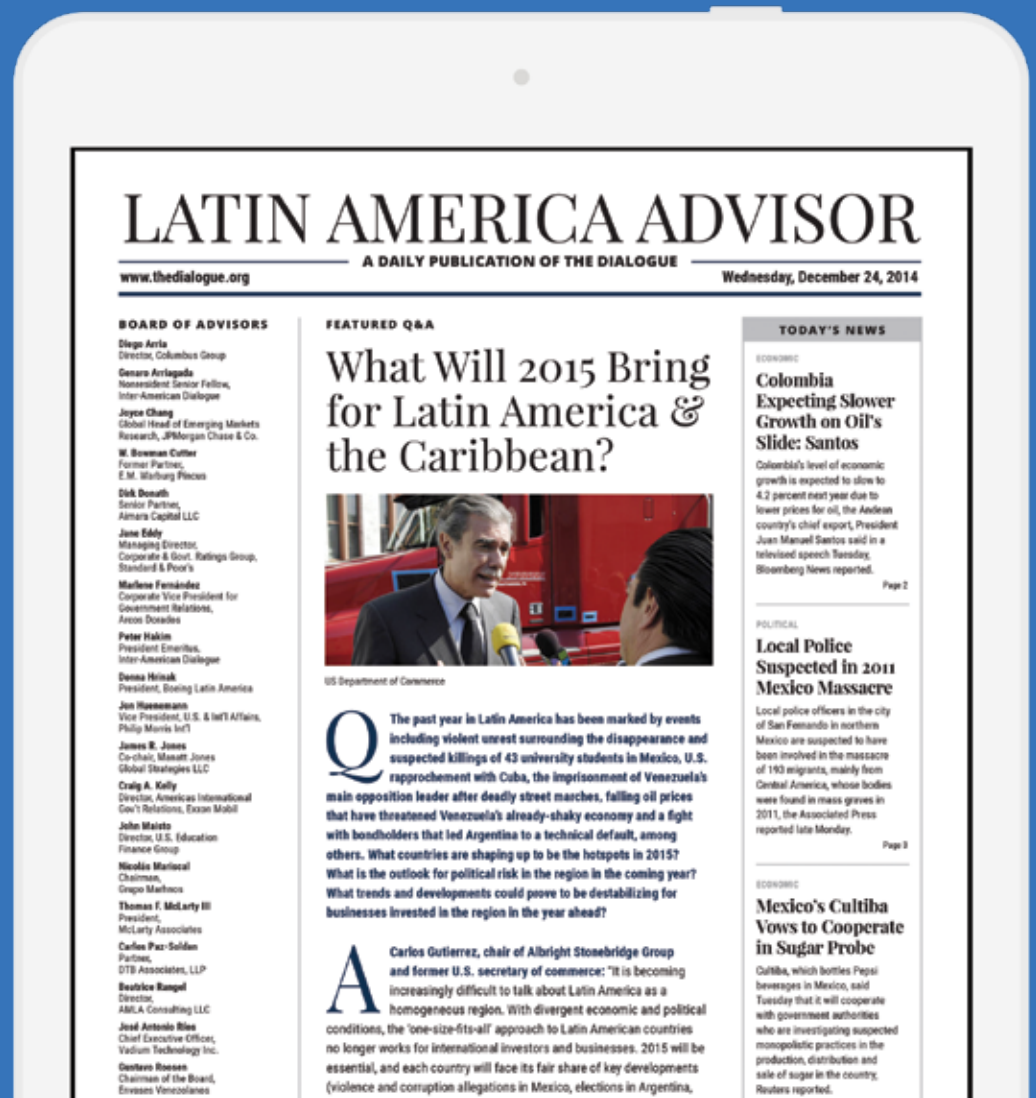 LATIN AMERICA ADVISOR
A DAILY PUBLICATION OF THE DIALOGUE
www.thedialogue.org
Wednesday, December 24, 2014
BOARD OF ADVISORS
Diego Arria
Director, Columbus Group
Genaro Arriagada
Nonresident Senior Fellow,
Inter-American Dialogue
Joyce Chang
Global Head of Emerging Markets
Research, JPMorgan Chase & Co.
W. Bowman Cutter
Former Partner,
E.M. Warburg Pincus
Dirk Donath
Senior Partner,
Aimara Capital LLC
Jane Eddy
Managing Director,
Corporate & Govt. Ratings Group,
Standard & Poor's
Marlene Fernández
Corporate Vice President for
Government Relations,
Arcos Dorados
Peter Hakim
President Emeritus,
Inter-American Dialogue
Donna Hrinak
President, Boeing Latin America
Jon Huenemann
Vice President, U.S. & Int'l Affairs,
Philip Morris Int'l
James R. Jones
Co-chair, Manatt Jones
Global Strategies LLC
Craig A. Kelly
Director, Americas International
Gov't Relations, Exxon Mobil
John Maisto
Director, U.S. Education
Finance Group
Nicolás Mariscal
Chairman,
Grupo Marhnos
Thomas F. McLarty III
President,
McLarty Associates
Carlos Paz-Soldan
Partner,
DTB Associates, LLP
Beatrice Rangel
Director,
AMLA Consulting LLC
José Antonio Ríos
Chief Executive Officer,
Vadium Technology Inc.
Gustavo Roosen
Chairman of the Board,
Envases Venezolanos
FEATURED Q&A
What Will 2015 Bring
for Latin America &
the Caribbean?
US Department of Commerce
Q The past year in Latin America has been marked by events
including violent unrest surrounding the disappearance and
suspected killings of 43 university students in Mexico, U.S.
rapprochement with Cuba, the imprisonment of Venezuela's
main opposition leader after deadly street marches, falling oil prices
that have threatened Venezuela's already-shaky economy and a fight
with bondholders that led Argentina to a technical default, among
others. What countries are shaping up to be the hotspots in 2015?
What is the outlook for political risk in the region in the coming year?
What trends and developments could prove to be destabilizing for
businesses invested in the region in the year ahead?
A Carlos Gutierrez, chair of Albright Stonebridge Group
and former U.S. secretary of commerce: "It is becoming
increasingly difficult to talk about Latin America as a
homogeneous region. With divergent economic and political
conditions, the 'one-size-fits-all' approach to Latin American countries
no longer works for international investors and businesses. 2015 will be
essential, and each country will face its fair share of key developments
(violence and corruption allegations in Mexico, elections in Argentina,
TODAY'S NEWS
ECONOMIC
Colombia
Expecting Slower
Growth on Oil's
Slide: Santos
Colombia's level of economic
growth is expected to slow to
4.2 percent next year due to
lower prices for oil, the Andean
country's chief export, President
Juan Manuel Santos said in a
televised speech Tuesday,
Bloomberg News reported.
Page 2
POLITICAL
Local Police
Suspected in 2011
Mexico Massacre
Local police officers in the city
of San Fernando in northern
Mexico are suspected to have
been involved in the massacre
of 193 migrants, mainly from
Central America, whose bodies
were found in mass graves in
2011, the Associated Press
reported late Monday.
Page 3
ECONOMIC
Mexico's Cultiba
Vows to Cooperate
in Sugar Probe
Cultiba, which bottles Pepsi
beverages in Mexico, said
Tuesday that it will cooperate
with government authorities
who are investigating suspected
monopolistic practices in the
production, distribution and
sale of sugar in the country,
Reuters reported.